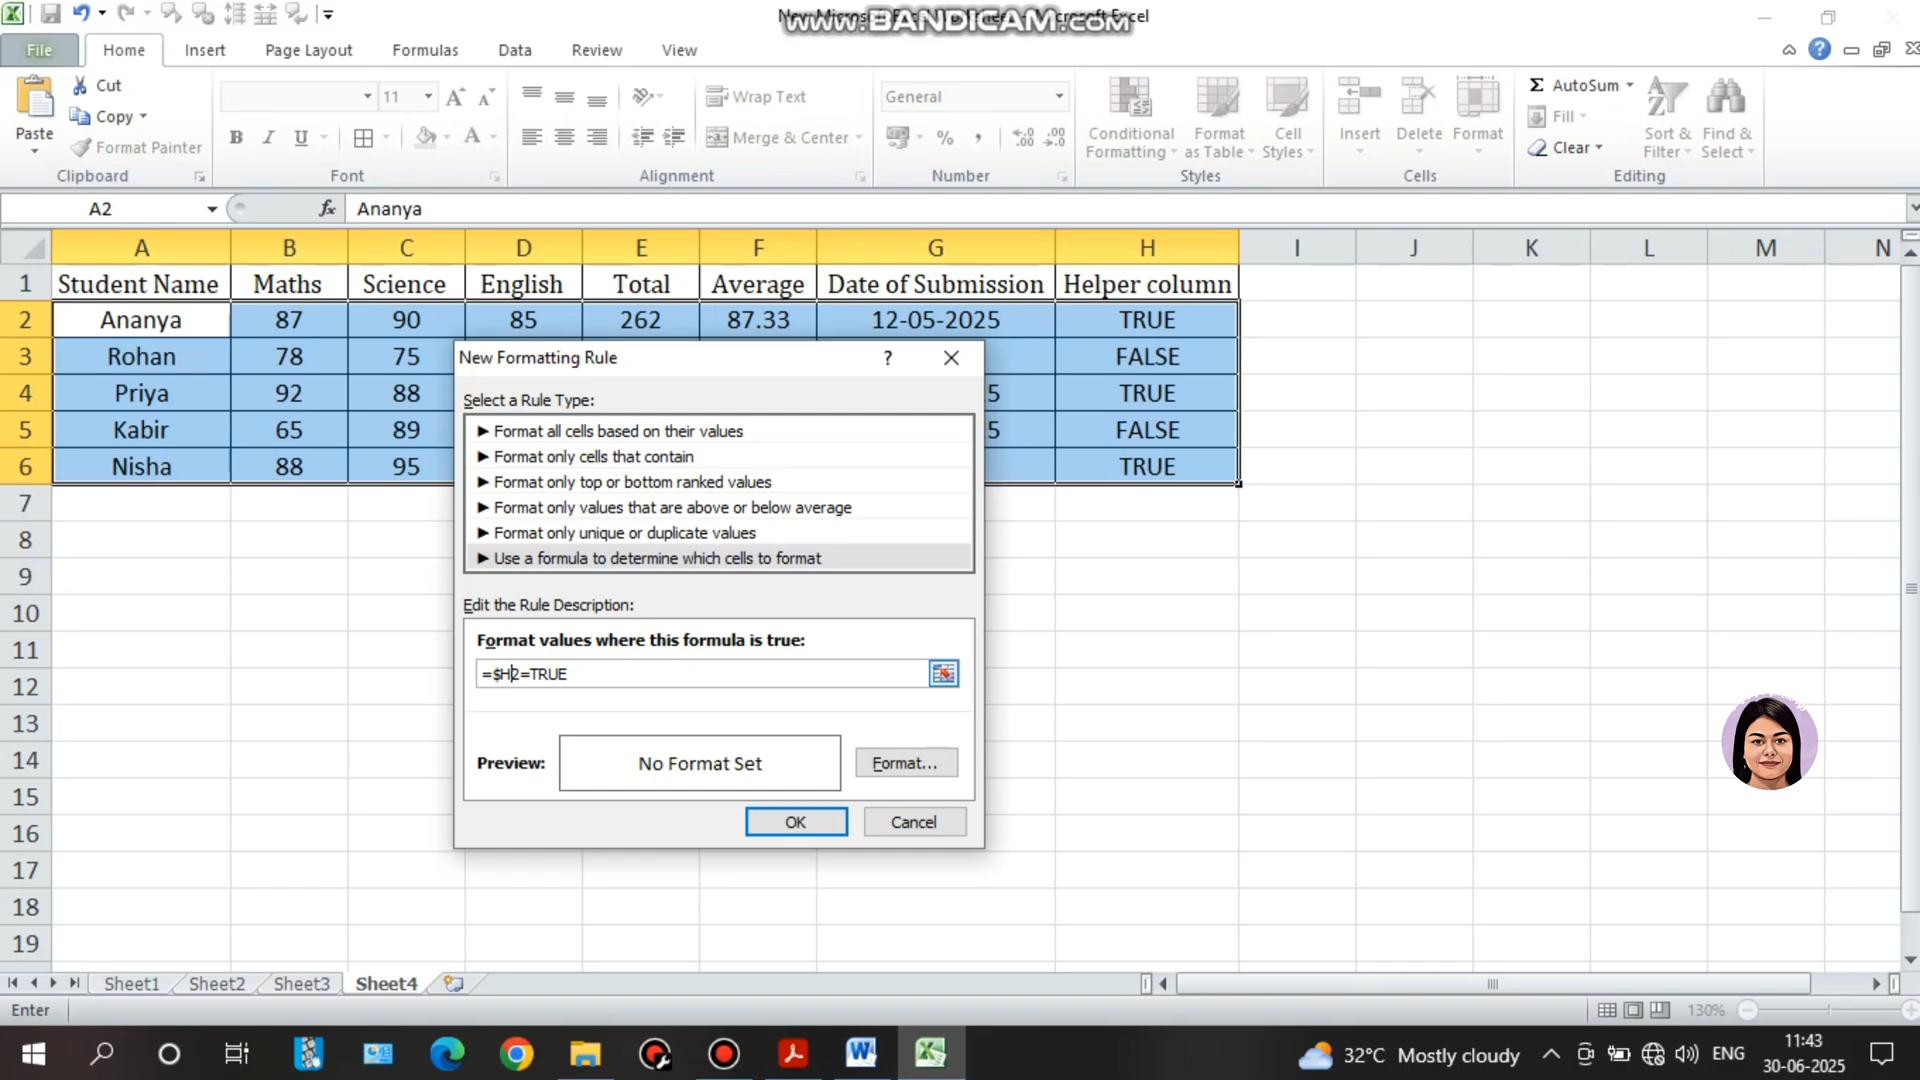 New Microsoft Excel Worksheet - Microsoft Excel
www.BANDICAM.com
File Home Insert Page Layout Formulas Data Review View
Paste
Cut
Copy
Format Painter
Clipboard
11
B I U
Font
Wrap Text
Merge & Center
Alignment
General
%
Number
Conditional Formatting
Format as Table
Cell Styles
Styles
Insert Delete Format
Cells
Σ AutoSum
Fill
Clear
Sort & Filter
Find & Select
Editing
A2 fx Ananya
A B C D E F G H I J K L M N
1 Student Name Maths Science English Total Average Date of Submission Helper column
2 Ananya 87 90 85 262 87.33 12-05-2025 TRUE
3 Rohan 78 75 FALSE
4 Priya 92 88 5 TRUE
5 Kabir 65 89 5 FALSE
6 Nisha 88 95 TRUE
7
8
9
10
11
12
13
14
15
16
17
18
19
New Formatting Rule ?
Select a Rule Type:
► Format all cells based on their values
► Format only cells that contain
► Format only top or bottom ranked values
► Format only values that are above or below average
► Format only unique or duplicate values
► Use a formula to determine which cells to format
Edit the Rule Description:
Format values where this formula is true:
=$H2=TRUE
Preview: No Format Set Format...
OK Cancel
Sheet1 Sheet2 Sheet3 Sheet4
Enter 130%
32°C Mostly cloudy ENG 11:43
30-06-2025